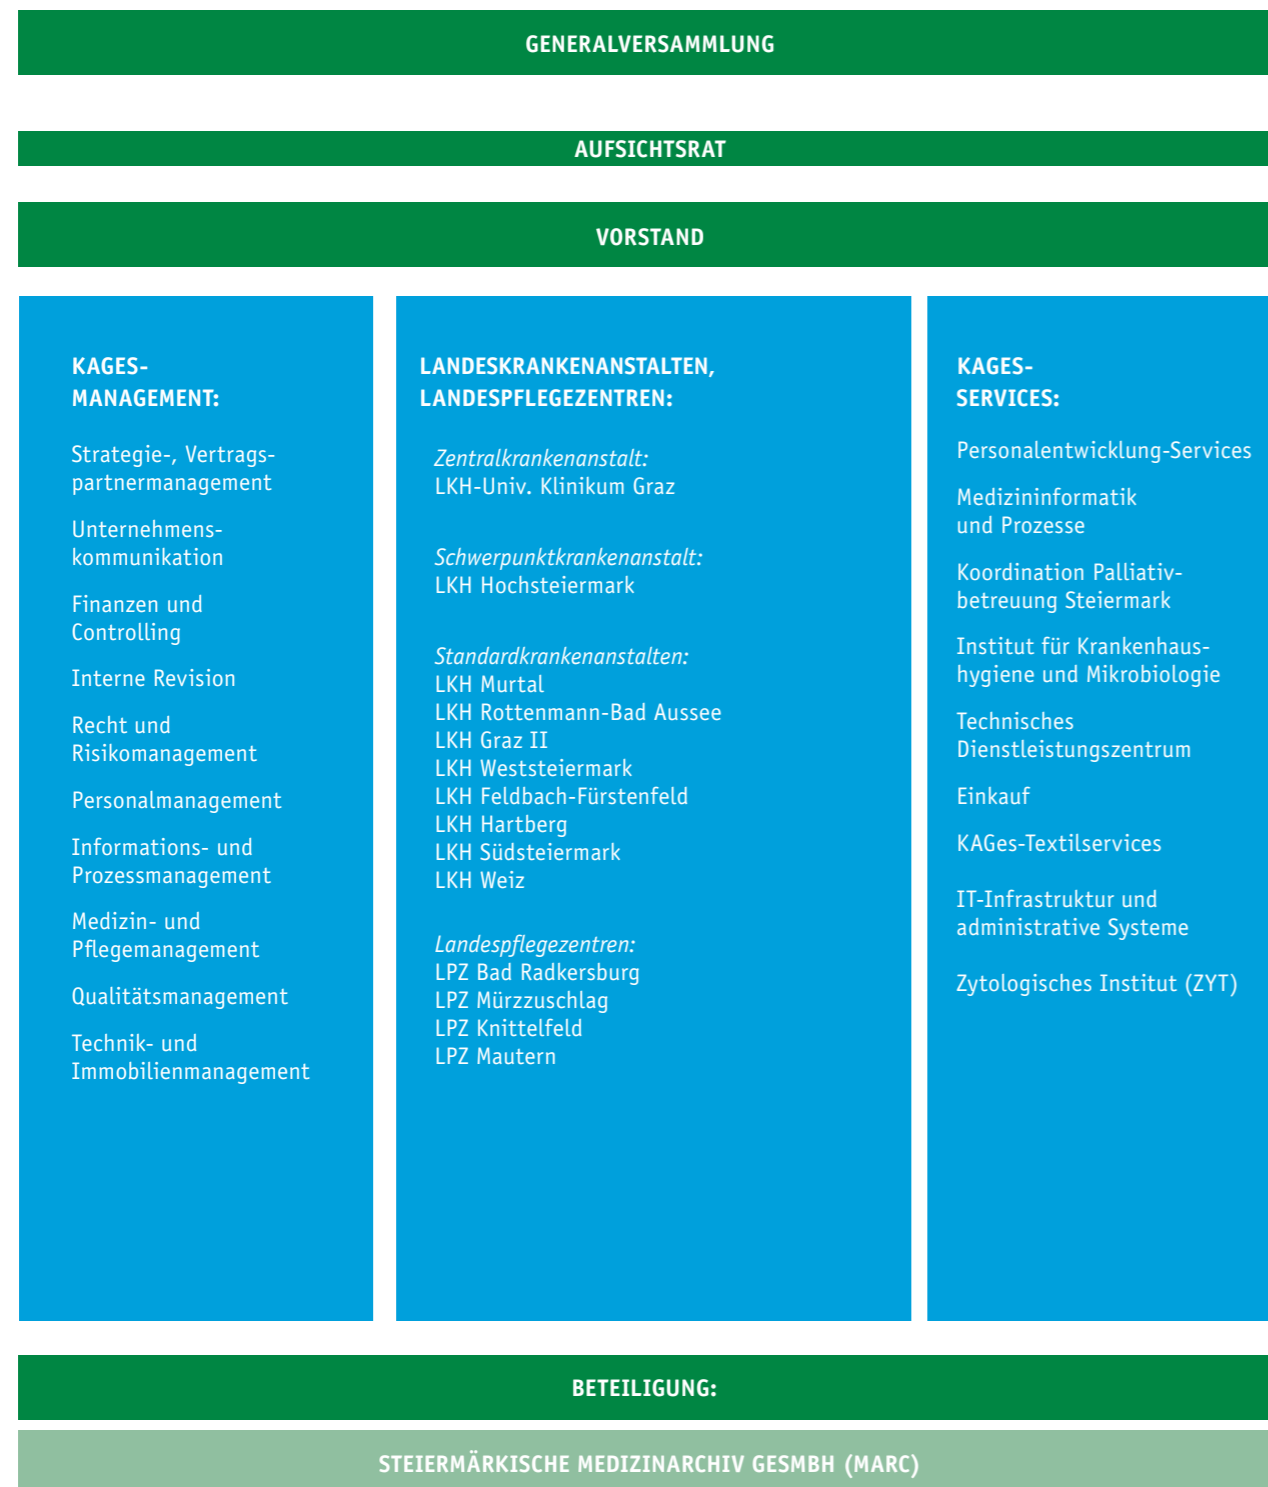 GENERALVERSAMMLUNG
AUFSICHTSRAT
VORSTAND
KAGES-
MANAGEMENT:
Strategie-, Vertrags-
partnermanagement
Unternehmens-
kommunikation
Finanzen und
Controlling
Interne Revision
Recht und
Risikomanagement
Personalmanagement
Informations- und
Prozessmanagement
Medizin- und
Pflegemanagement
Qualitätsmanagement
Technik- und
Immobilienmanagement
LANDESKRANKENANSTALTEN,
LANDESPFLEGEZENTREN:
Zentralkrankenanstalt:
LKH-Univ. Klinikum Graz
Schwerpunktkrankenanstalt:
LKH Hochsteiermark
Standardkrankenanstalten:
LKH Murtal
LKH Rottenmann-Bad Aussee
LKH Graz II
LKH Weststeiermark
LKH Feldbach-Fürstenfeld
LKH Hartberg
LKH Südsteiermark
LKH Weiz
Landespflegezentren:
LPZ Bad Radkersburg
LPZ Mürzzuschlag
LPZ Knittelfeld
LPZ Mautern
KAGES-
SERVICES:
Personalentwicklung-Services
Medizininformatik
und Prozesse
Koordination Palliativ-
betreuung Steiermark
Institut für Krankenhaus-
hygiene und Mikrobiologie
Technisches
Dienstleistungszentrum
Einkauf
KAGes-Textilservices
IT-Infrastruktur und
administrative Systeme
Zytologisches Institut (ZYT)
BETEILIGUNG:
STEIERMÄRKISCHE MEDIZINARCHIV GESMBH (MARC)